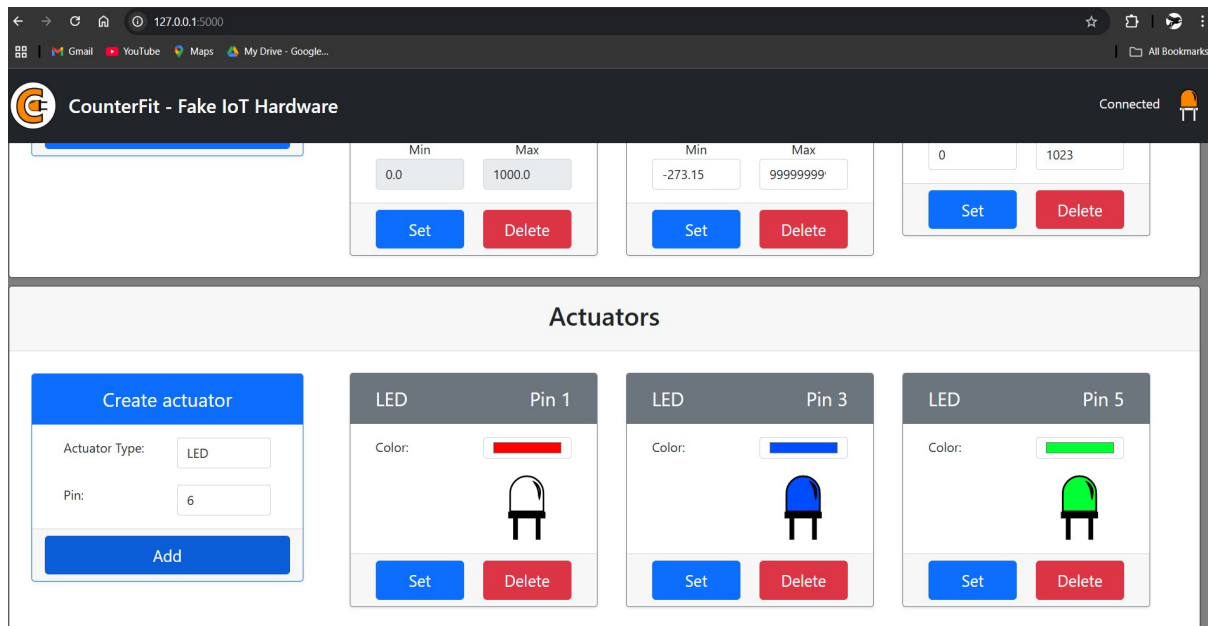 127.0.0.1:5000
Gmail YouTube Maps My Drive - Google... All Bookmarks
CounterFit - Fake IoT Hardware Connected
Min Max Min Max
0.0 1000.0 -273.15 99999999 0 1023
Set Delete Set Delete Set Delete
Actuators
Create actuator LED Pin 1 LED Pin 3 LED Pin 5
Actuator Type: LED Color: Color: Color:
Pin: 6
Add
Set Delete Set Delete Set Delete